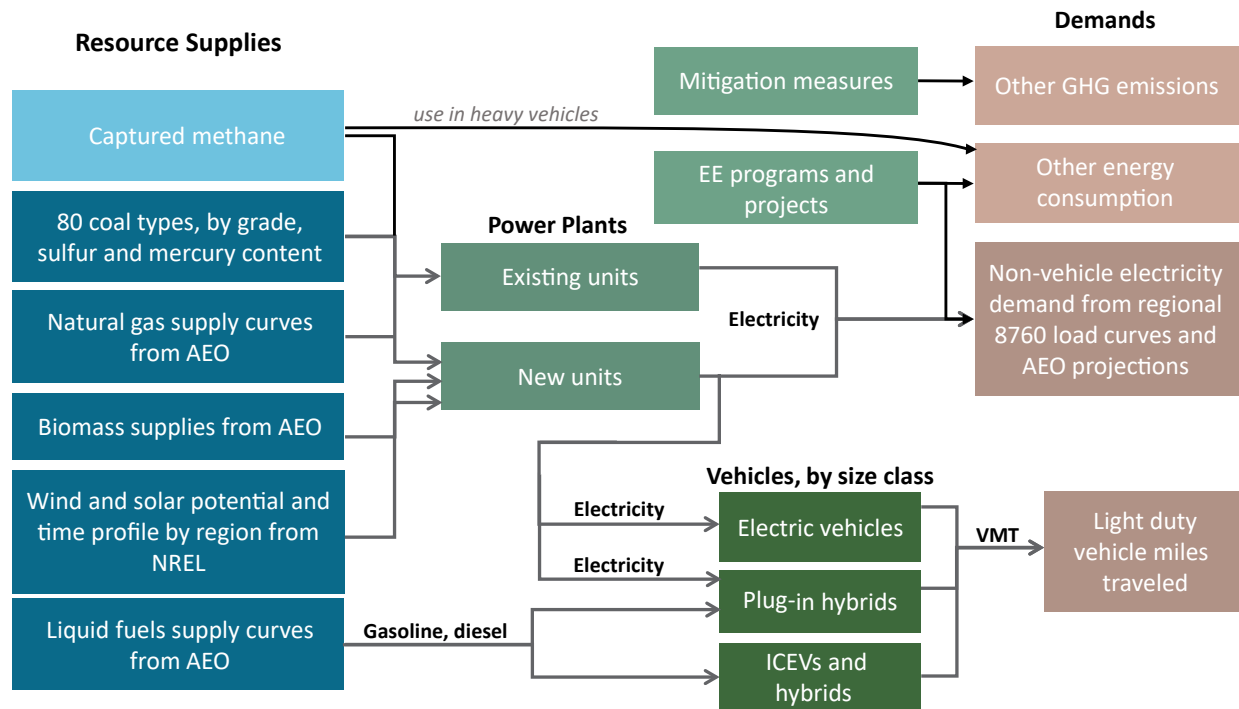 Resource Supplies
Demands
Mitigation measures
Other GHG emissions
Captured methane
use in heavy vehicles
EE programs and
projects
Other energy
consumption
80 coal types, by grade,
sulfur and mercury content
Power Plants
Existing units
Natural gas supply curves
from AEO
Electricity
Non-vehicle electricity
demand from regional
8760 load curves and
AEO projections
New units
Biomass supplies from AEO
Wind and solar potential and
time profile by region from
NREL
Vehicles, by size class
Electricity
Electric vehicles
Electricity
Plug-in hybrids
VMT
Light duty
vehicle miles
traveled
Liquid fuels supply curves
from AEO
Gasoline, diesel
ICEVs and
hybrids